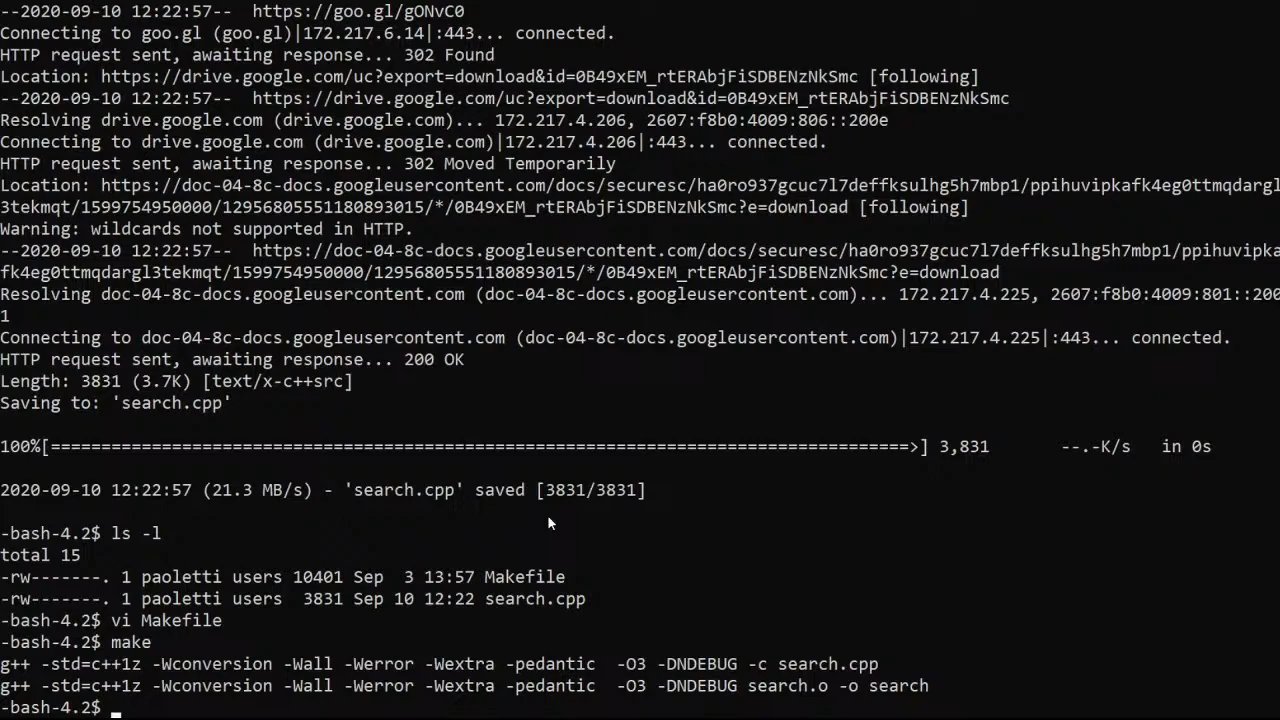 --2020-09-10 12:22:57--  https://goo.gl/gONvC0
Connecting to goo.gl (goo.gl)|172.217.6.14|:443... connected.
HTTP request sent, awaiting response... 302 Found
Location: https://drive.google.com/uc?export=download&id=0B49xEM_rtERAbjFiSDBENzNkSmc [following]
--2020-09-10 12:22:57--  https://drive.google.com/uc?export=download&id=0B49xEM_rtERAbjFiSDBENzNkSmc
Resolving drive.google.com (drive.google.com)... 172.217.4.206, 2607:f8b0:4009:806::200e
Connecting to drive.google.com (drive.google.com)|172.217.4.206|:443... connected.
HTTP request sent, awaiting response... 302 Moved Temporarily
Location: https://doc-04-8c-docs.googleusercontent.com/docs/securesc/ha0ro937gcuc7l7deffksulhg5h7mbp1/ppihuvipkafk4eg0ttmqdargl
3tekmqt/1599754950000/12956805551180893015/*/0B49xEM_rtERAbjFiSDBENzNkSmc?e=download [following]
Warning: wildcards not supported in HTTP.
--2020-09-10 12:22:57--  https://doc-04-8c-docs.googleusercontent.com/docs/securesc/ha0ro937gcuc7l7deffksulhg5h7mbp1/ppihuvipka
fk4eg0ttmqdargl3tekmqt/1599754950000/12956805551180893015/*/0B49xEM_rtERAbjFiSDBENzNkSmc?e=download
Resolving doc-04-8c-docs.googleusercontent.com (doc-04-8c-docs.googleusercontent.com)... 172.217.4.225, 2607:f8b0:4009:801::200
1
Connecting to doc-04-8c-docs.googleusercontent.com (doc-04-8c-docs.googleusercontent.com)|172.217.4.225|:443... connected.
HTTP request sent, awaiting response... 200 OK
Length: 3831 (3.7K) [text/x-c++src]
Saving to: 'search.cpp'
100%[=====================================================================================>] 3,831       --.-K/s   in 0s
2020-09-10 12:22:57 (21.3 MB/s) - 'search.cpp' saved [3831/3831]
-bash-4.2$ ls -l
total 15
-rw-------. 1 paoletti users 10401 Sep  3 13:57 Makefile
-rw-------. 1 paoletti users  3831 Sep 10 12:22 search.cpp
-bash-4.2$ vi Makefile
-bash-4.2$ make
g++ -std=c++1z -Wconversion -Wall -Werror -Wextra -pedantic  -O3 -DNDEBUG -c search.cpp
g++ -std=c++1z -Wconversion -Wall -Werror -Wextra -pedantic  -O3 -DNDEBUG search.o -o search
-bash-4.2$